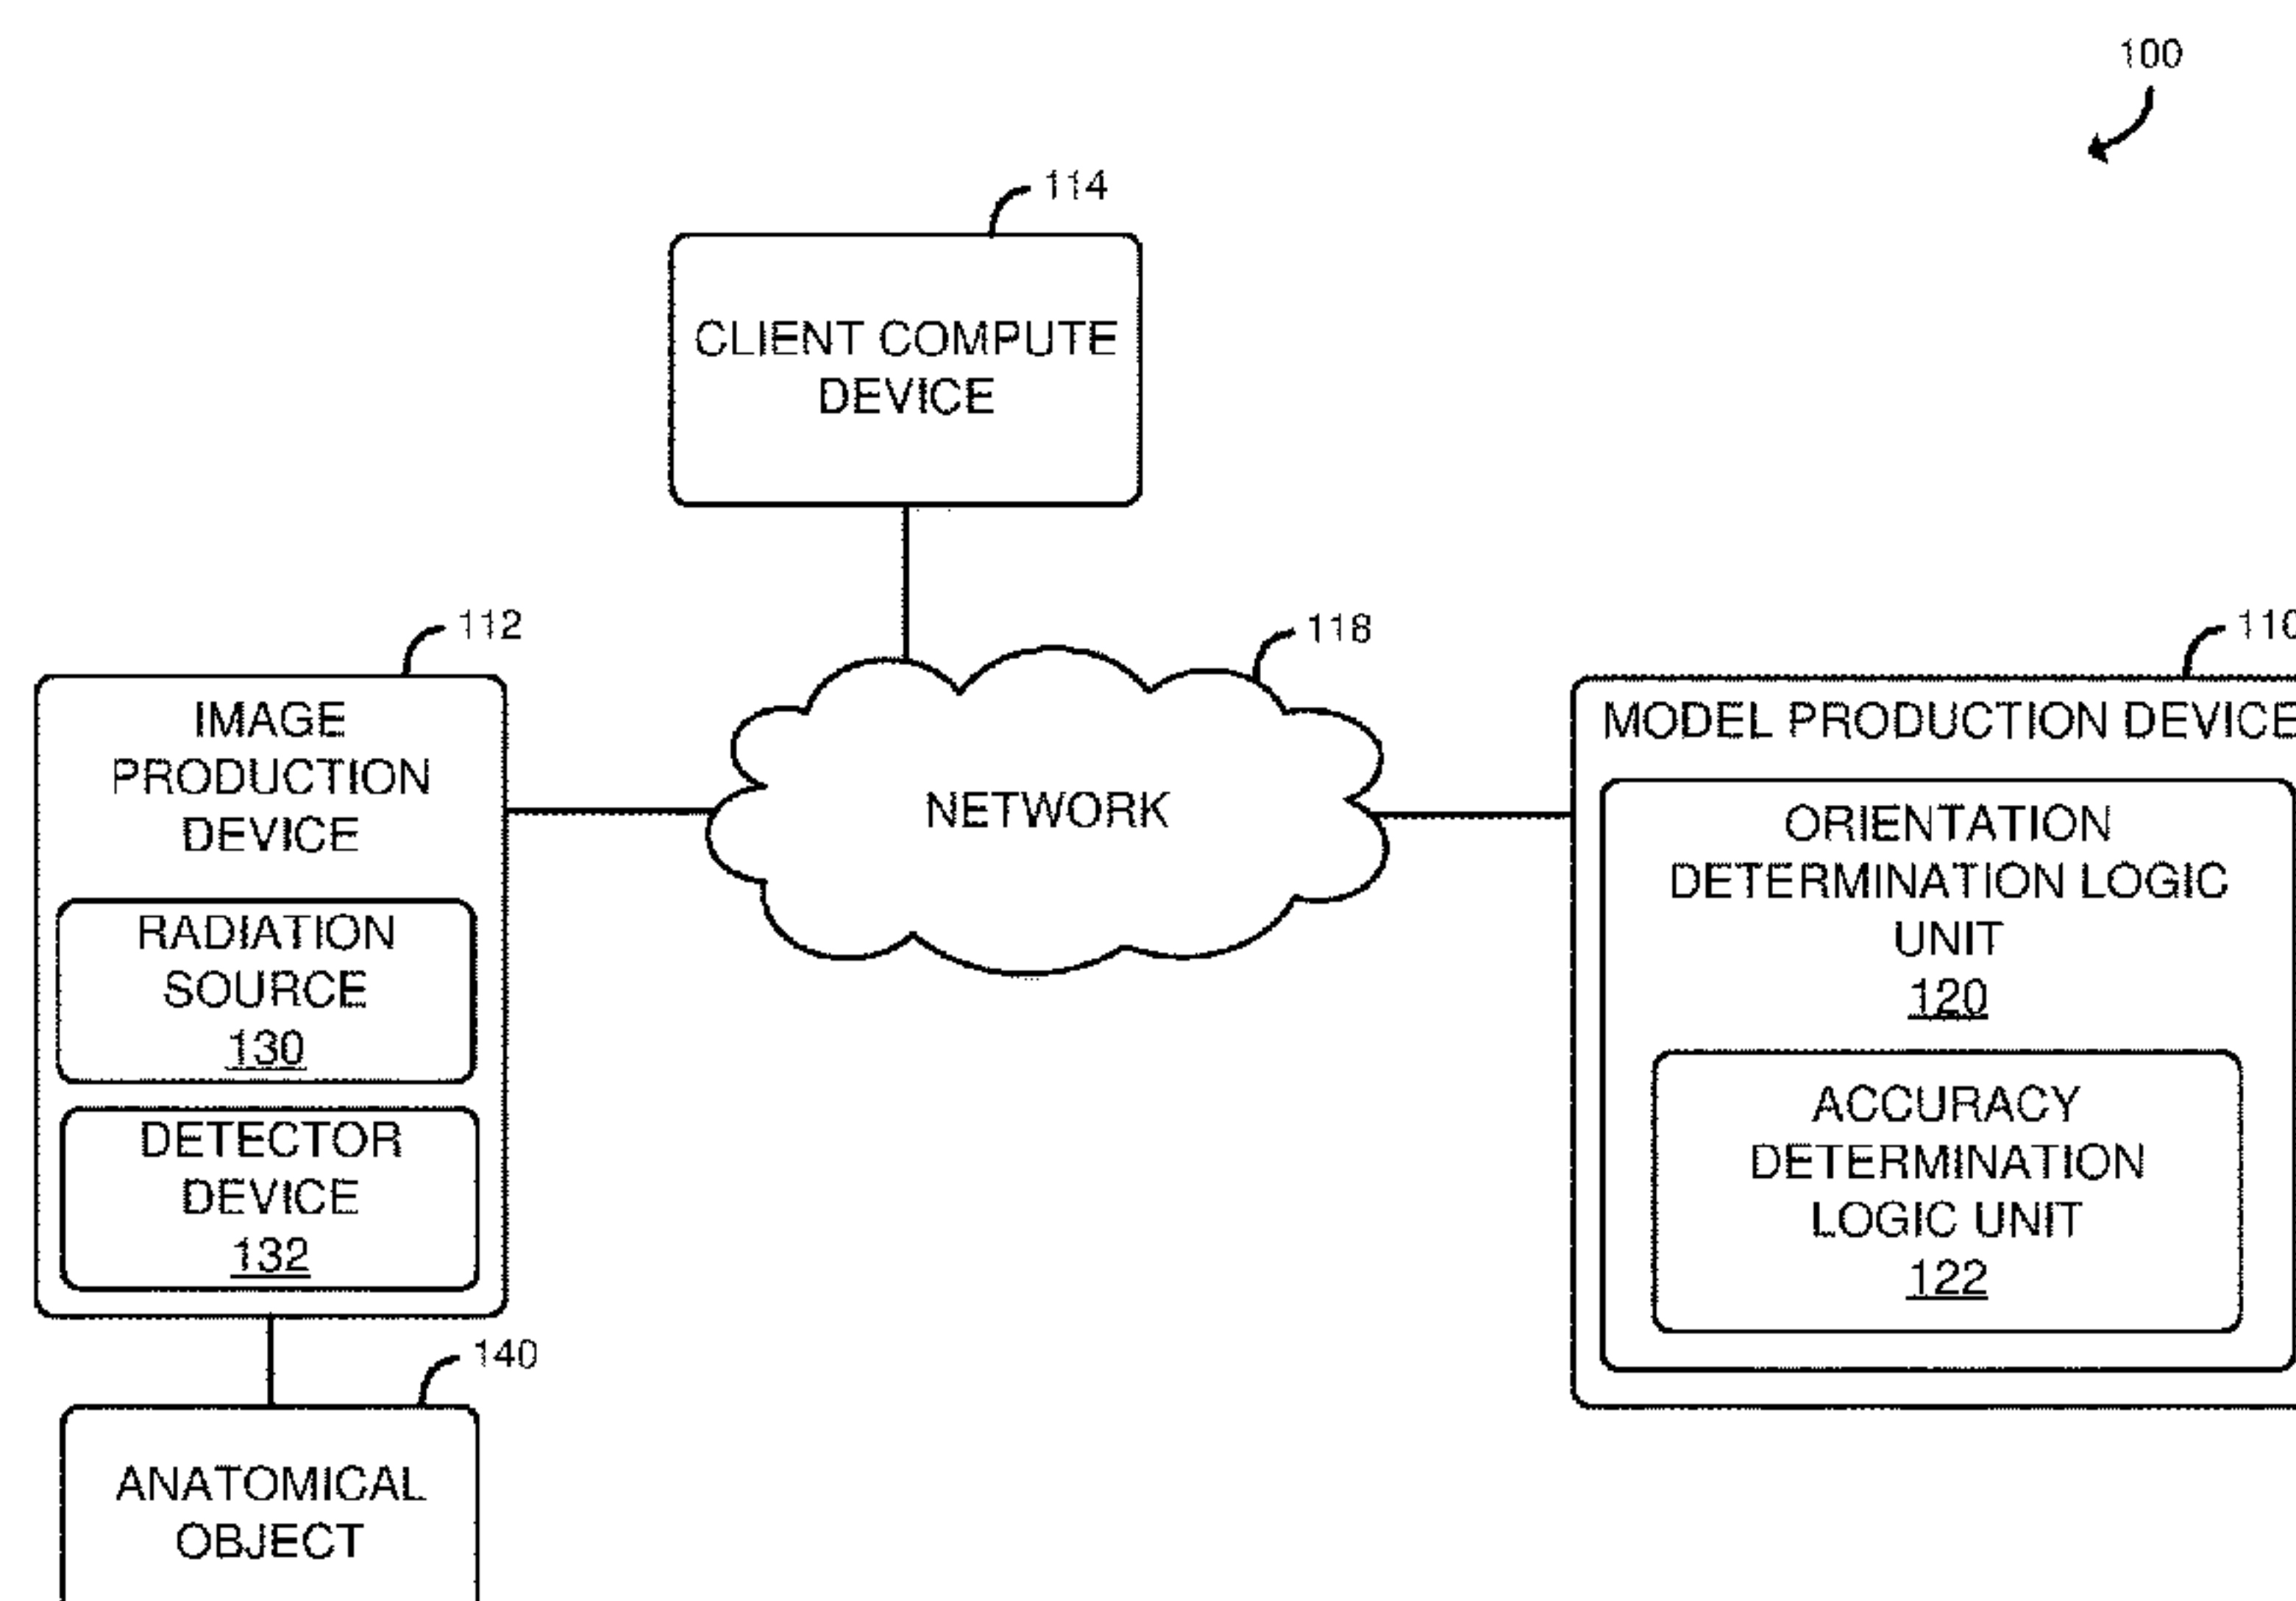 100
114
CLIENT COMPUTE
DEVICE
112
118
110
IMAGE
PRODUCTION
DEVICE
RADIATION
SOURCE
130
DETECTOR
DEVICE
132
NETWORK
MODEL PRODUCTION DEVICE
ORIENTATION
DETERMINATION LOGIC
UNIT
120
ACCURACY
DETERMINATION
LOGIC UNIT
122
140
ANATOMICAL
OBJECT